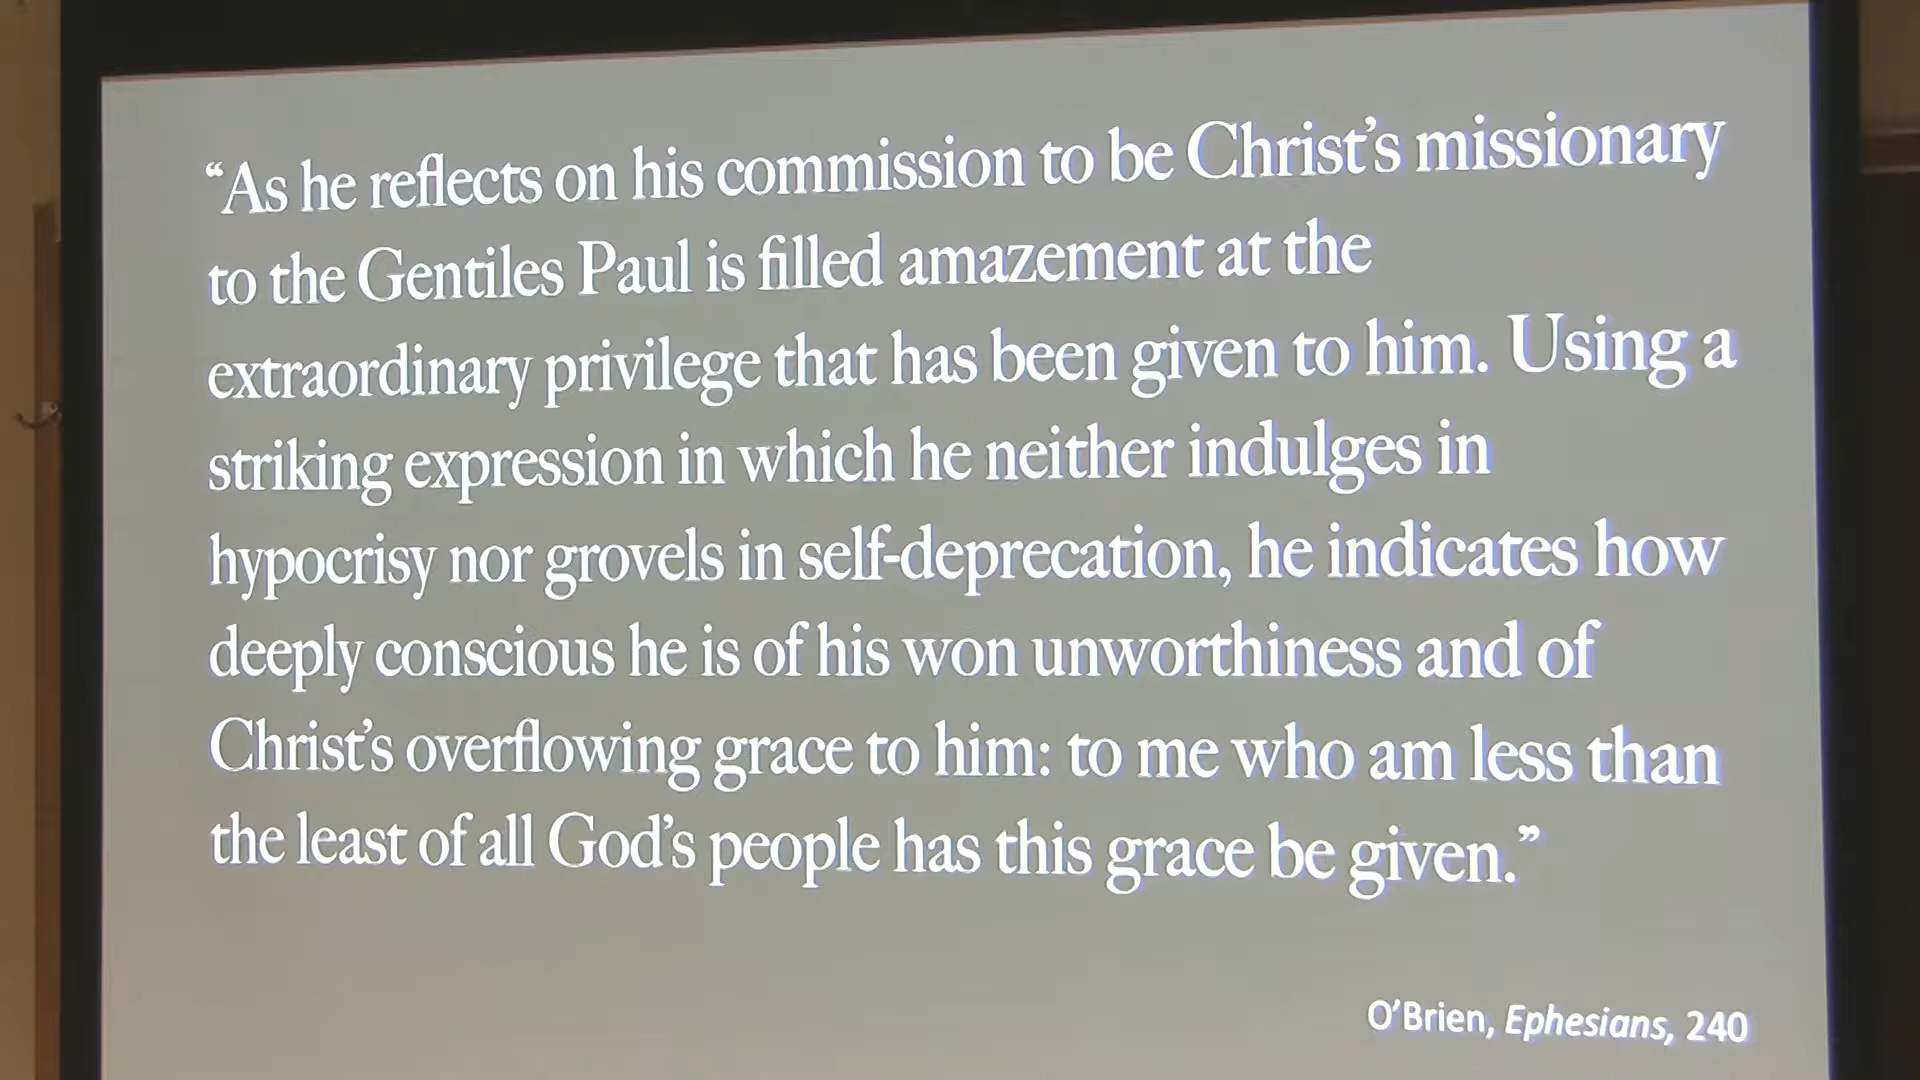 “As he reflects on his commission to be Christ’s missionary
to the Gentiles Paul is filled amazement at the
extraordinary privilege that has been given to him. Using a
striking expression in which he neither indulges in
hypocrisy nor grovels in self-deprecation, he indicates how
deeply conscious he is of his won unworthiness and of
Christ’s overflowing grace to him: to me who am less than
the least of all God’s people has this grace be given.”
O’Brien, Ephesians, 240